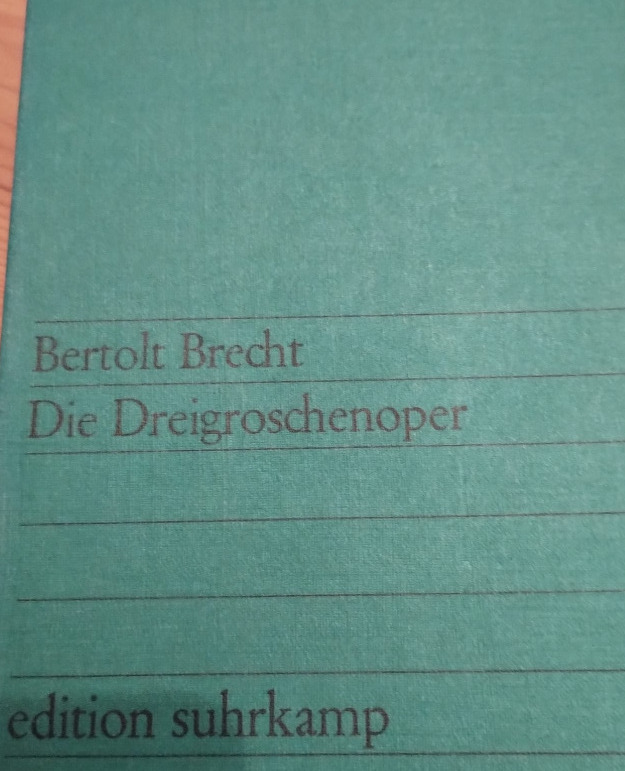 Bertolt Brecht
Die Dreigroschenoper
edition suhrkamp